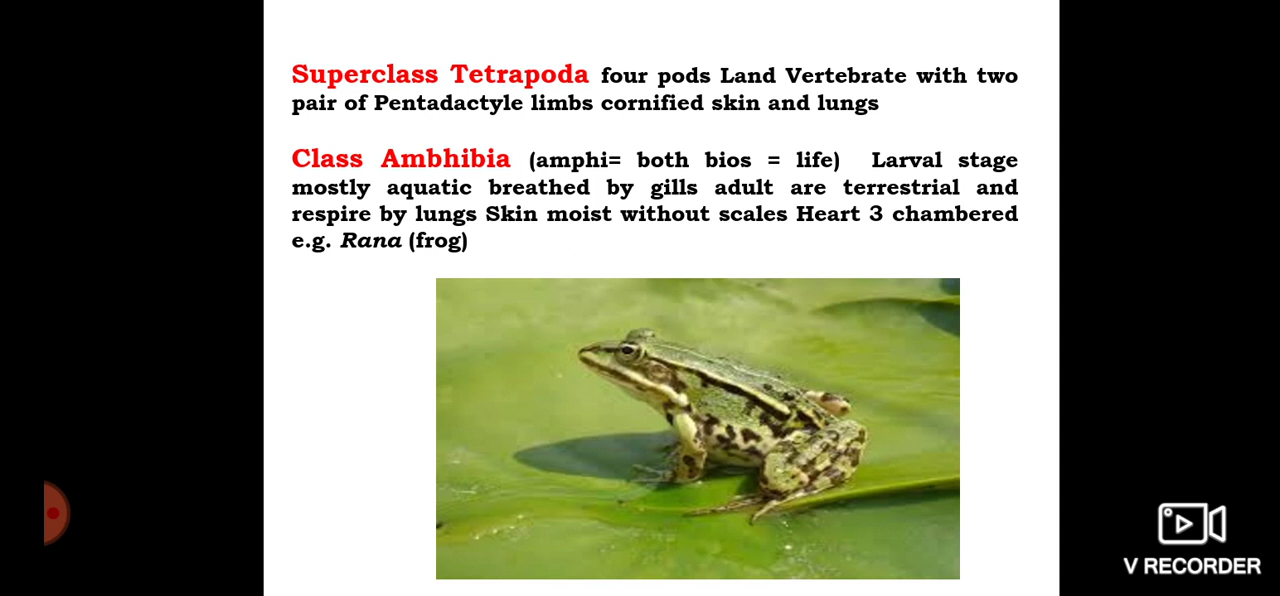 Superclass Tetrapoda four pods Land Vertebrate with two
pair of Pentadactyle limbs cornified skin and lungs
Class Ambhibia (amphi= both bios = life) Larval stage
mostly aquatic breathed by gills adult are terrestrial and
respire by lungs Skin moist without scales Heart 3 chambered
e.g. Rana (frog)
V RECORDER